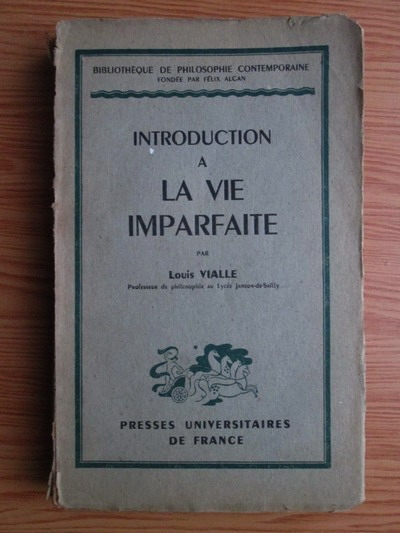 BIBLIOTHÈQUE DE PHILOSOPHIE CONTEMPORAINE
FONDÉE PAR FÉLIX ALCAN
INTRODUCTION
A
LA VIE
IMPARFAITE
PAR
Louis VIALLE
Professeur de philosophie au Lycée Janson-de-Sailly
PRESSES UNIVERSITAIRES
DE FRANCE